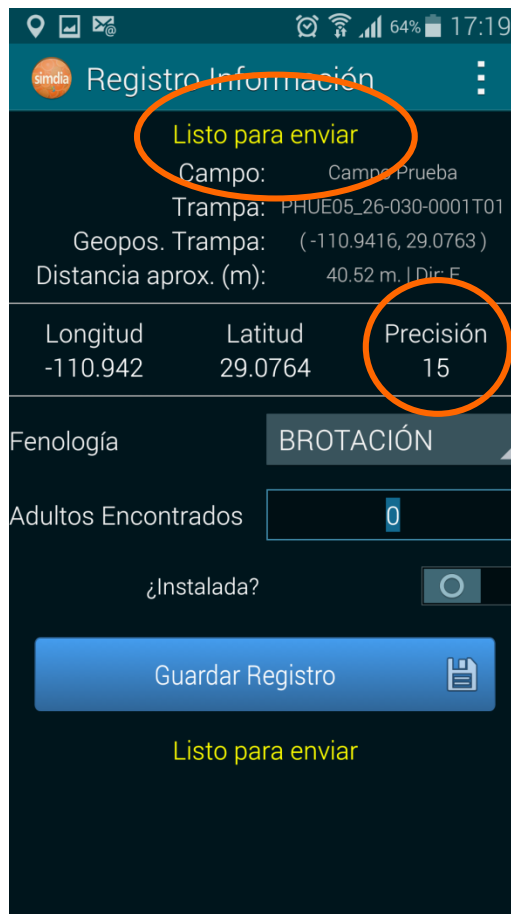 64% 17:19
simdia Registro Información
Listo para enviar
Campo: Campo Prueba
Trampa: PHUE05_26-030-0001T01
Geopos. Trampa: (-110.9416, 29.0763)
Distancia aprox. (m): 40.52 m. | Dir: E
Longitud Latitud Precisión
-110.942 29.0764 15
Fenología BROTACIÓN
Adultos Encontrados 0
¿Instalada?
Guardar Registro
Listo para enviar